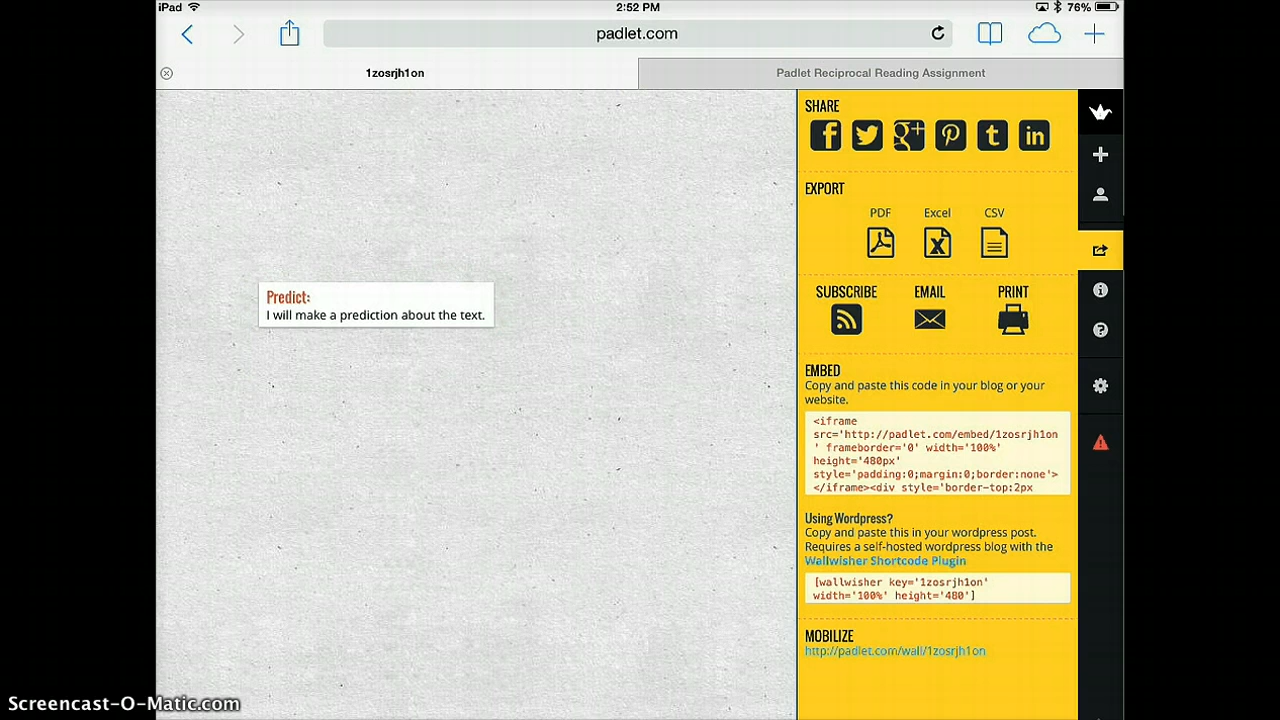 iPad 2:52 PM 76%
padlet.com
1zosrjh1on Padlet Reciprocal Reading Assignment
Predict:
I will make a prediction about the text.
SHARE
EXPORT
PDF Excel CSV
SUBSCRIBE EMAIL PRINT
EMBED
Copy and paste this code in your blog or your
website.
<iframe
src='http://padlet.com/embed/1zosrjh1on
' frameborder='0' width='100%'
height='480px'
style='padding:0;margin:0;border:none'>
</iframe><div style='border-top:2px
Using Wordpress?
Copy and paste this in your wordpress post.
Requires a self-hosted wordpress blog with the
Wallwisher Shortcode Plugin
[wallwisher key='1zosrjh1on'
width='100%' height='480']
MOBILIZE
http://padlet.com/wall/1zosrjh1on
Screencast-O-Matic.com